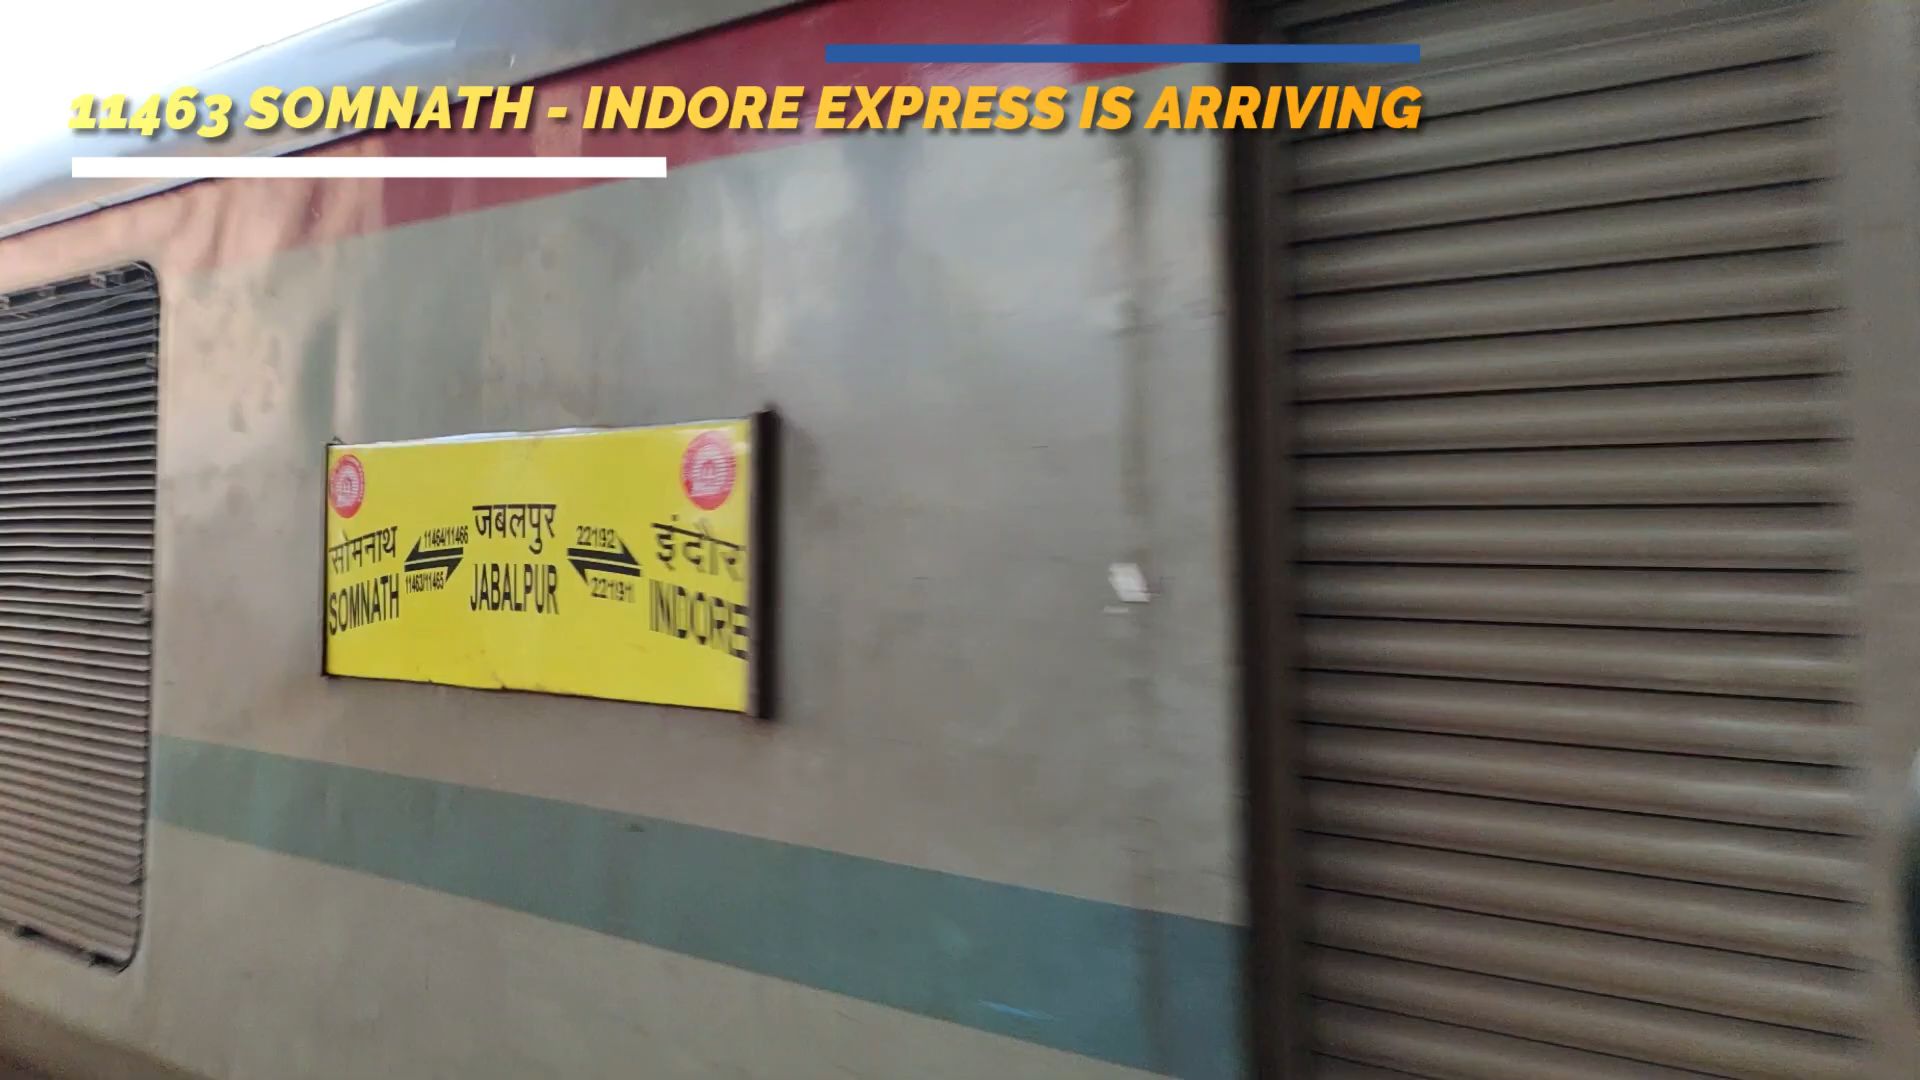 11463 SOMNATH - INDORE EXPRESS IS ARRIVING
सोमनाथ 11464/11466 जबलपुर 22192 इंदौर
SOMNATH 11463/11465 JABALPUR 22191 INDORE